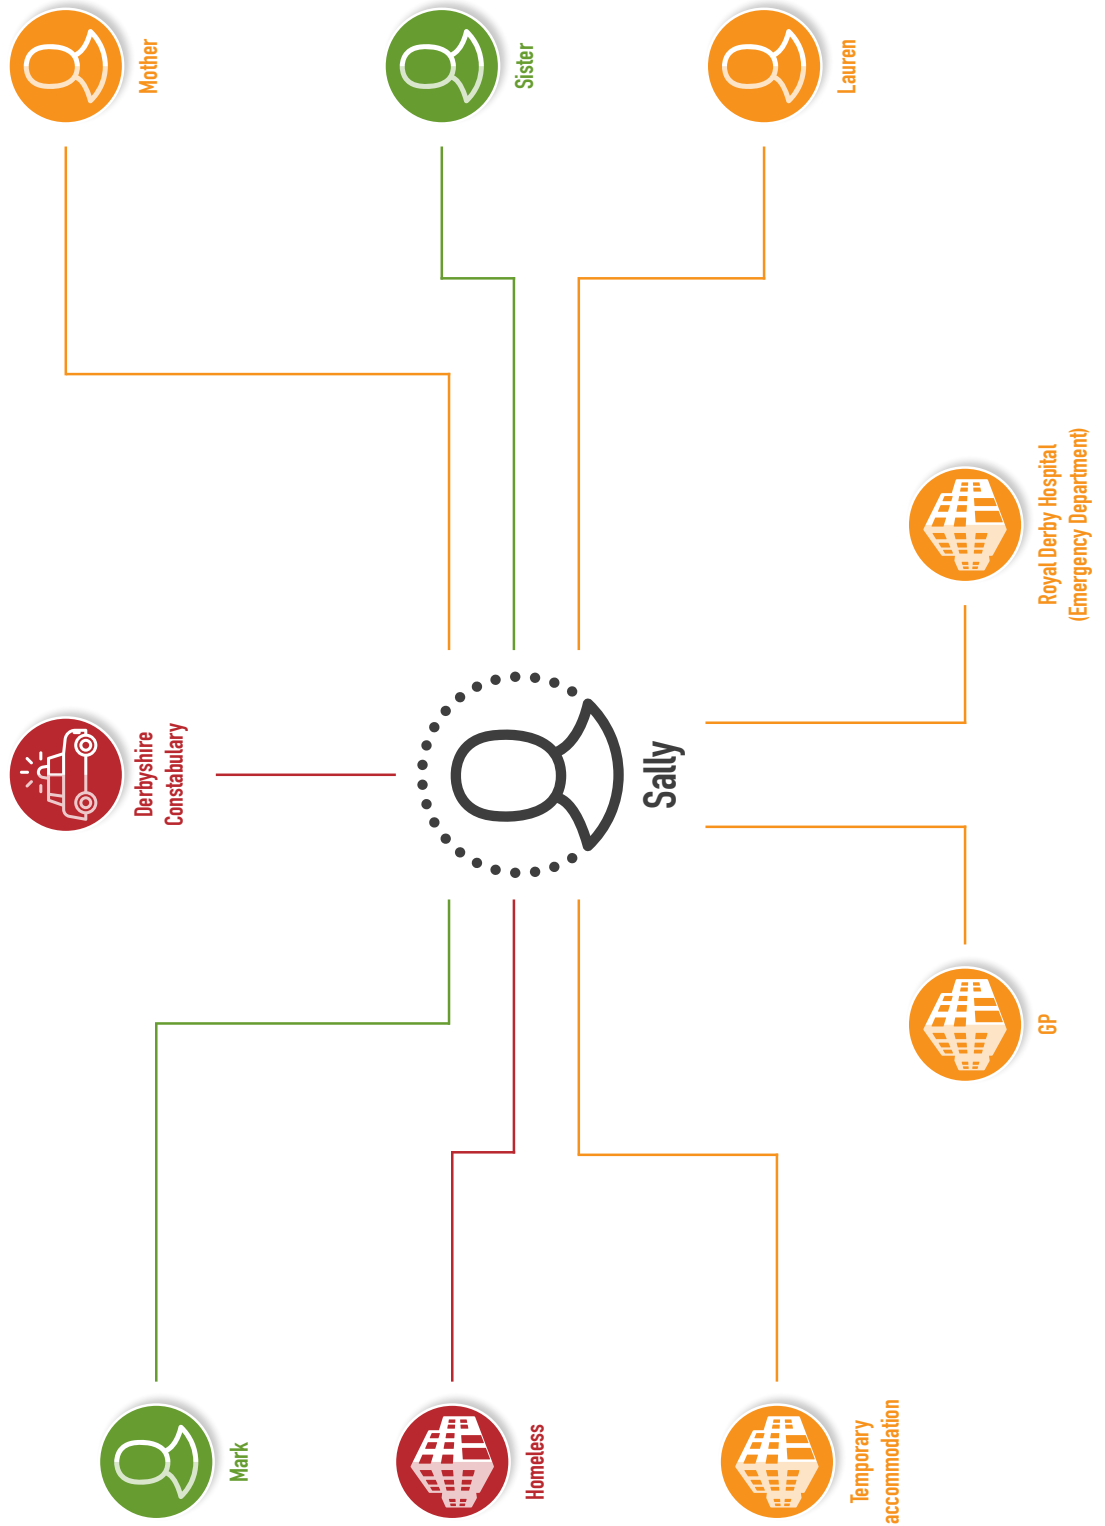 Mark
Derbyshire
Constabulary
Mother
Homeless
Sister
Sally
Temporary
accommodation
Lauren
GP
Royal Derby Hospital
(Emergency Department)